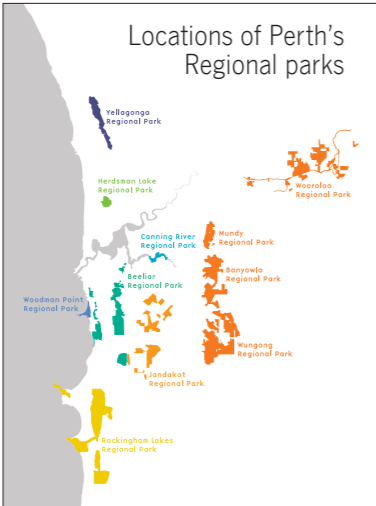 Locations of Perth's
Regional parks
Yellagonga
Regional Park
Herdsman Lake
Regional Park
Wooroloo
Regional Park
Canning River
Regional Park
Mundy
Regional Park
Beeliar
Regional Park
Banyowla
Regional Park
Woodman Point
Regional Park
Wungong
Regional Park
Jandakot
Regional Park
Rockingham Lakes
Regional Park